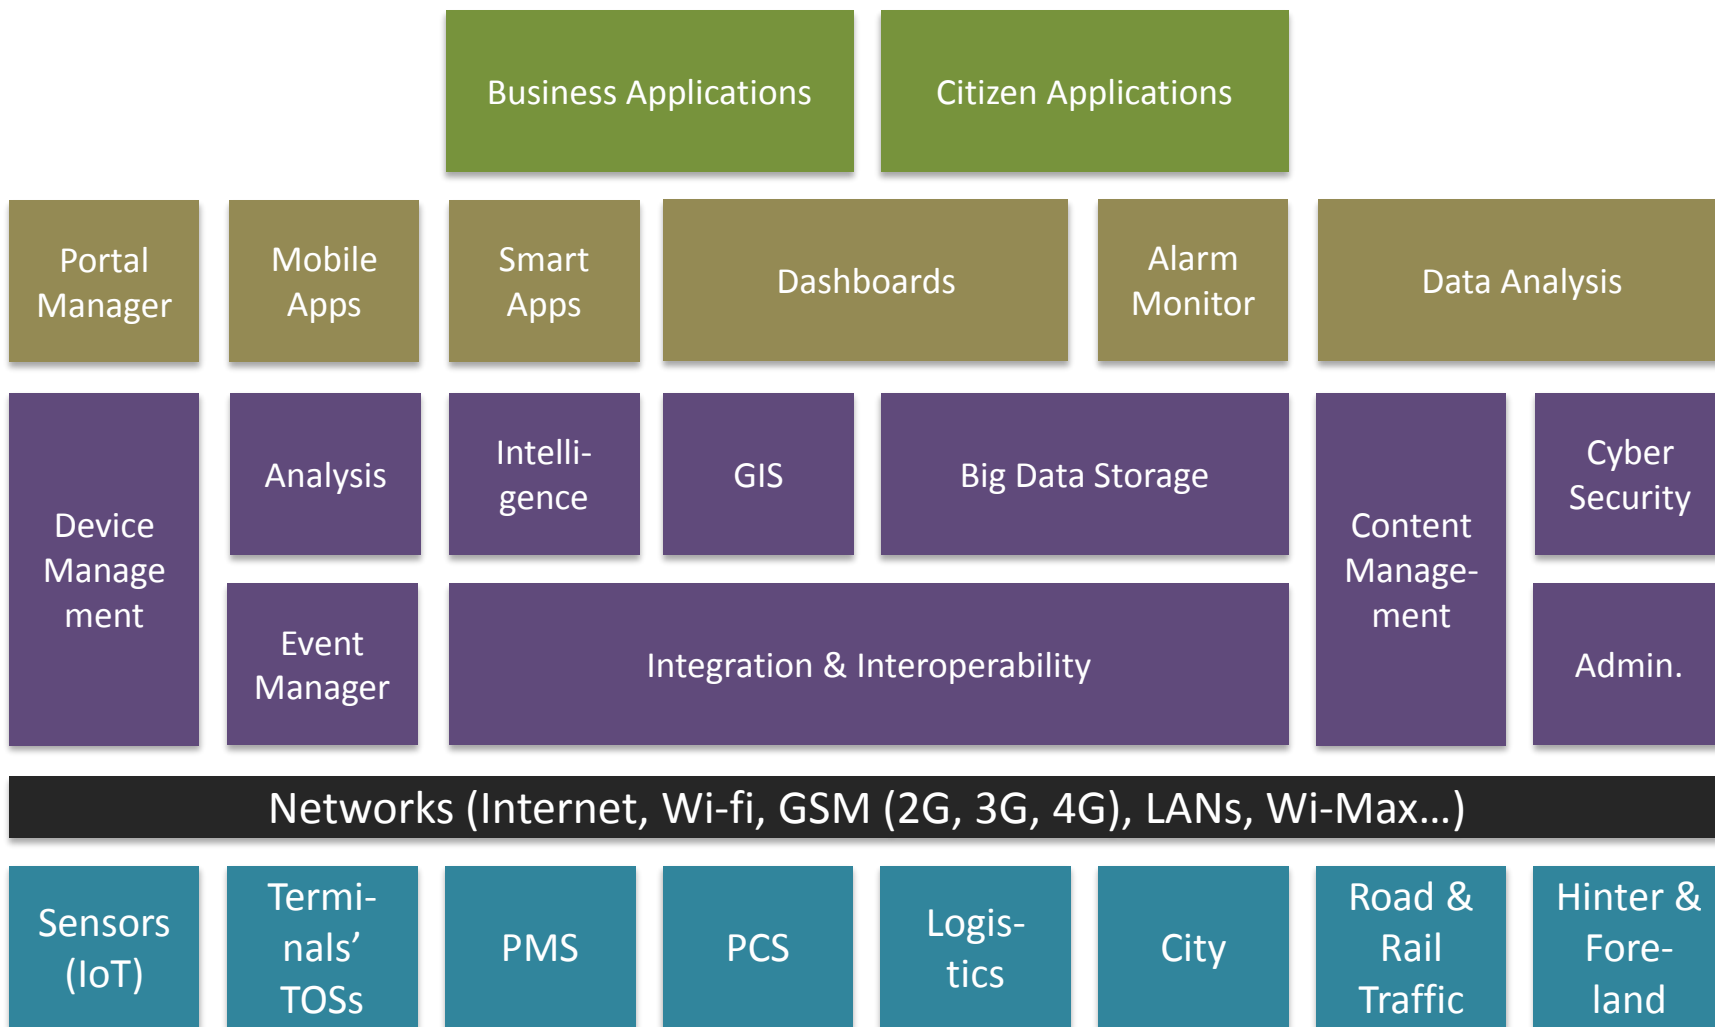 Business Applications
Citizen Applications
Portal
Manager
Mobile
Apps
Smart
Apps
Dashboards
Alarm
Monitor
Data Analysis
Device
Manage
ment
Analysis
Intelli-
gence
GIS
Big Data Storage
Content
Manage-
ment
Cyber
Security
Event
Manager
Integration & Interoperability
Admin.
Networks (Internet, Wi-fi, GSM (2G, 3G, 4G), LANs, Wi-Max...)
Sensors
(IoT)
Termi-
nals’
TOSs
PMS
PCS
Logis-
tics
City
Road &
Rail
Traffic
Hinter &
Fore-
land